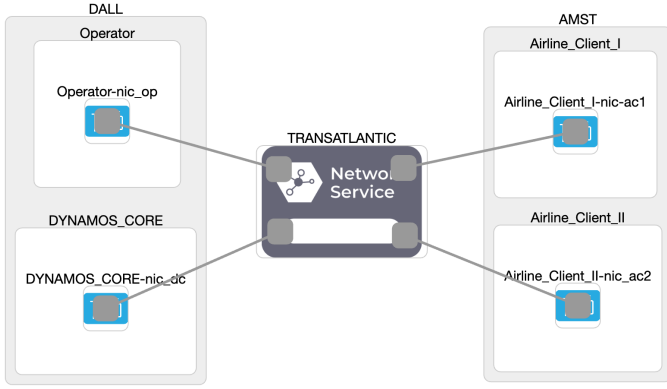 DALL
Operator
Operator-nic_op
DYNAMOS_CORE
DYNAMOS_CORE-nic_dc
TRANSATLANTIC
Service
AMST
Airline_Client_I
Airline_Client_I-nic-ac1
Airline_Client_II
Airline_Client_II-nic_ac2